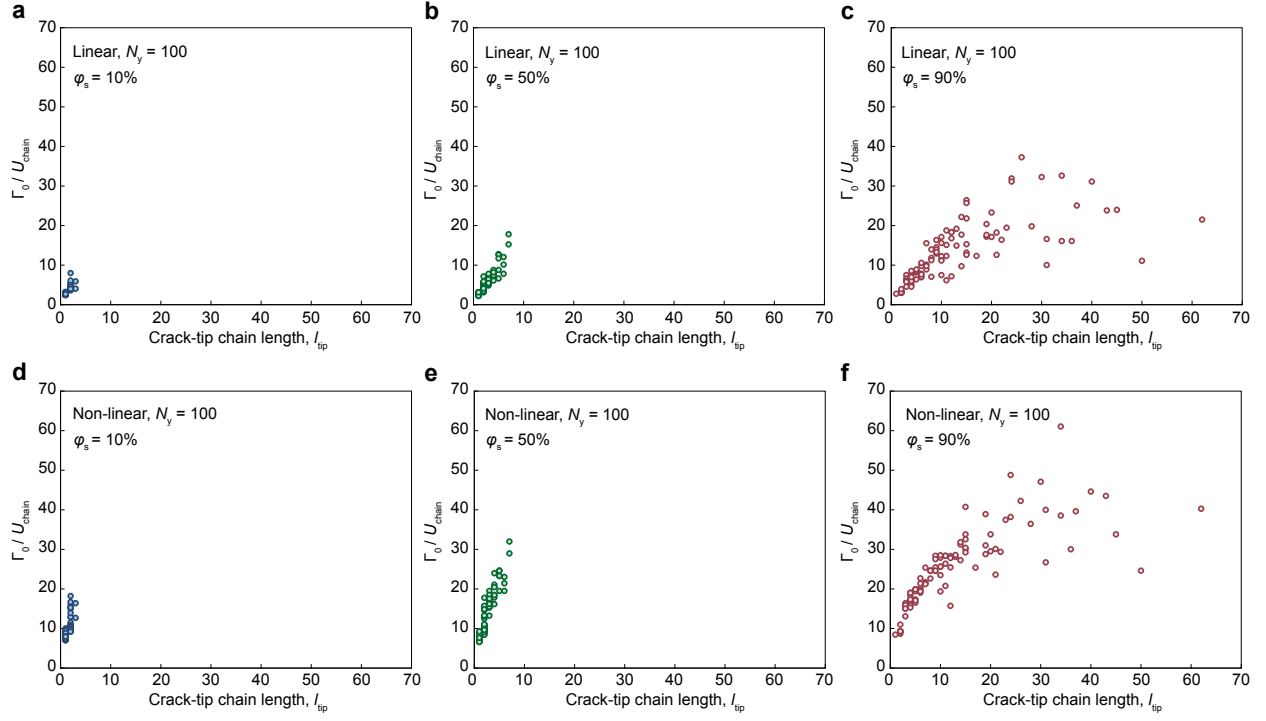 a
70
60
50
40
30
20
10
0
Γ0 / Uchain
Linear, Ny = 100
φs = 10%
0 10 20 30 40 50 60 70
Crack-tip chain length, ltip
b
70
60
50
40
30
20
10
0
Γ0 / Uchain
Linear, Ny = 100
φs = 50%
0 10 20 30 40 50 60 70
Crack-tip chain length, ltip
c
70
60
50
40
30
20
10
0
Γ0 / Uchain
Linear, Ny = 100
φs = 90%
0 10 20 30 40 50 60 70
Crack-tip chain length, ltip
d
70
60
50
40
30
20
10
0
Γ0 / Uchain
Non-linear, Ny = 100
φs = 10%
0 10 20 30 40 50 60 70
Crack-tip chain length, ltip
e
70
60
50
40
30
20
10
0
Γ0 / Uchain
Non-linear, Ny = 100
φs = 50%
0 10 20 30 40 50 60 70
Crack-tip chain length, ltip
f
70
60
50
40
30
20
10
0
Γ0 / Uchain
Non-linear, Ny = 100
φs = 90%
0 10 20 30 40 50 60 70
Crack-tip chain length, ltip